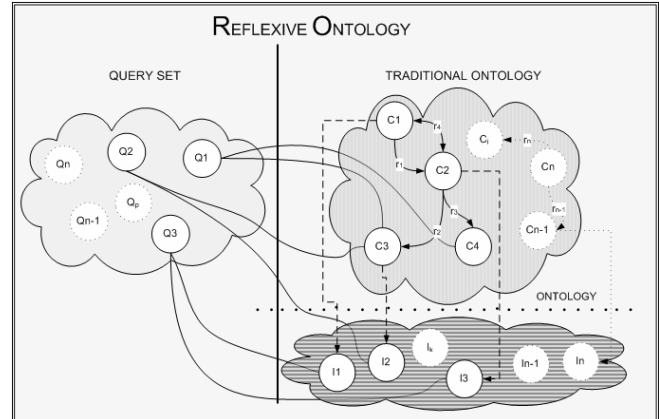 REFLEXIVE ONTOLOGY
QUERY SET
TRADITIONAL ONTOLOGY
C1
r4
Ci
rn
Q2
Q1
Qn
r1
C2
Cn
Qp
r3
rn-1
Qn-1
Q3
r2
C3
C4
Cn-1
ONTOLOGY
Ik
I1
I2
I3
In-1
In